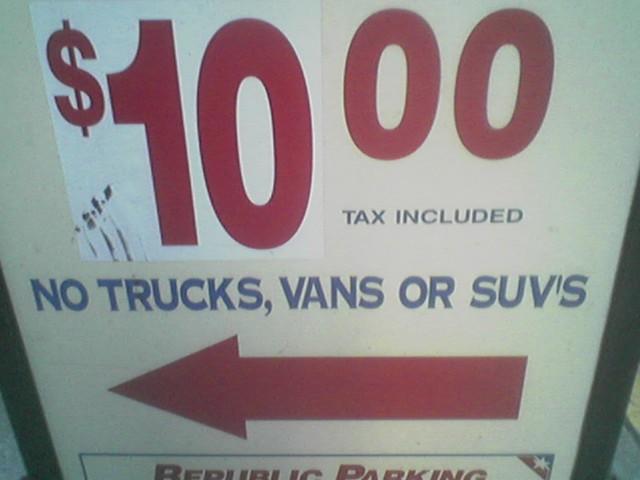 $10 00
TAX INCLUDED
NO TRUCKS, VANS OR SUV'S
REPUBLIC PARKING